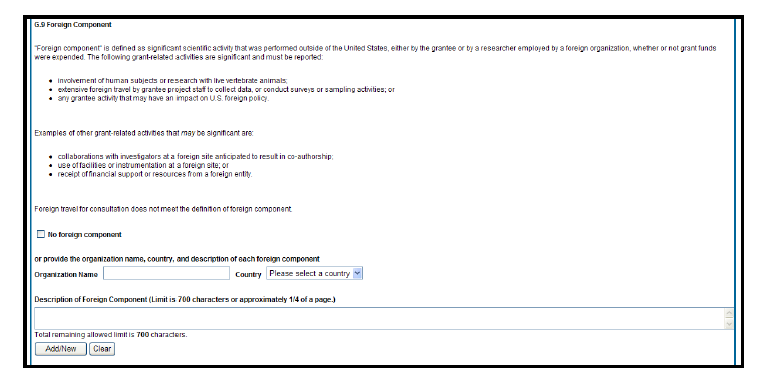 G.9 Foreign Component
"Foreign component" is defined as significant scientific activity that was performed outside of the United States, either by the grantee or by a researcher employed by a foreign organization, whether or not grant funds
were expended. The following grant-related activities are significant and must be reported:
• involvement of human subjects or research with live vertebrate animals;
• extensive foreign travel by grantee project staff to collect data, or conduct surveys or sampling activities; or
• any grantee activity that may have an impact on U.S. foreign policy.
Examples of other grant-related activities that may be significant are:
• collaborations with investigators at a foreign site anticipated to result in co-authorship;
• use of facilities or instrumentation at a foreign site; or
• receipt of financial support or resources from a foreign entity.
Foreign travel for consultation does not meet the definition of foreign component.
No foreign component
or provide the organization name, country, and description of each foreign component
Organization Name Country Please select a country
Description of Foreign Component (Limit is 700 characters or approximately 1/4 of a page.)
Total remaining allowed limit is 700 characters.
Add/New Clear